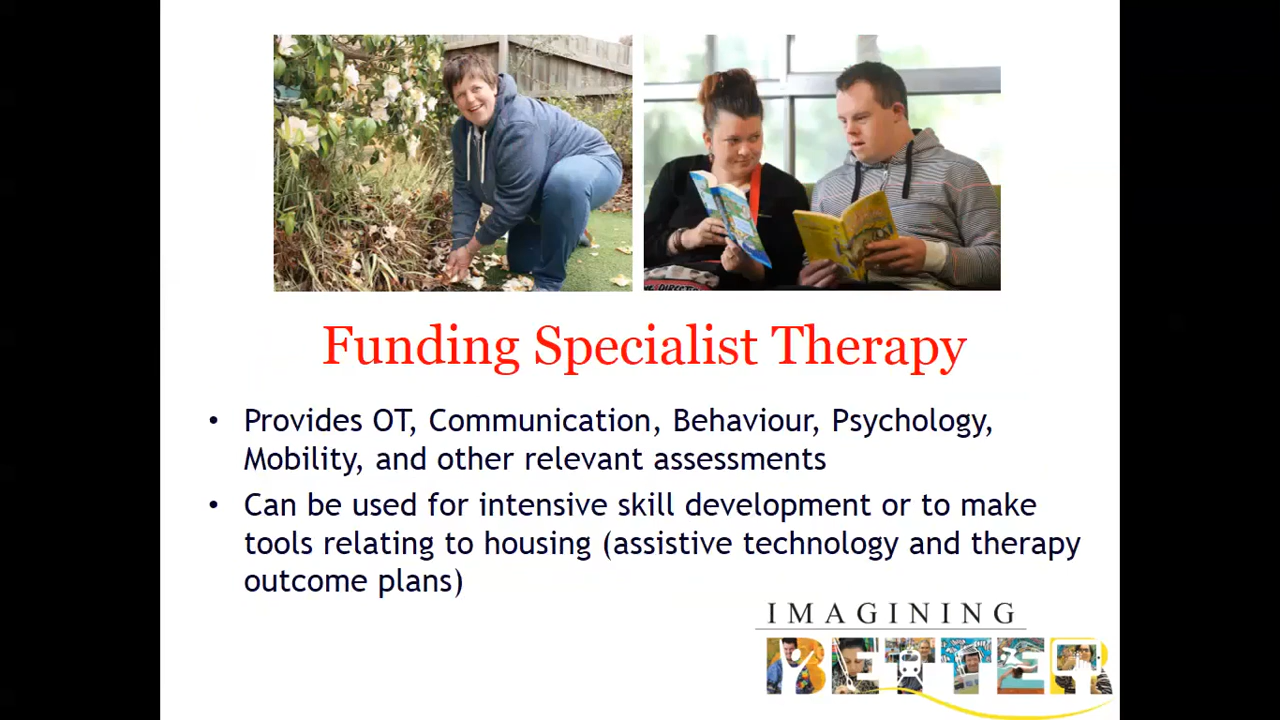 Funding Specialist Therapy
• Provides OT, Communication, Behaviour, Psychology,
Mobility, and other relevant assessments
• Can be used for intensive skill development or to make
tools relating to housing (assistive technology and therapy
outcome plans)
IMAGINING
BETTER